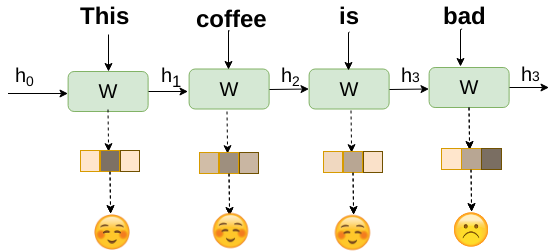 This coffee is bad
h0 h1 h2 h3 h3
W W W W